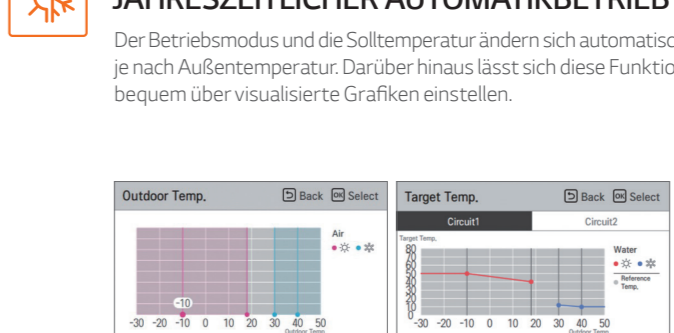 JAHRESZEITLICHER AUTOMATIKBETRIEB
Der Betriebsmodus und die Solltemperatur ändern sich
je nach Außentemperatur. Darüber hinaus lässt sich diese
bequem über visualisierte Grafiken einstellen.
Outdoor Temp.
Back
OK Select
Air
-10
-30 -20 -10 0 10 20 30 40 50
Outdoor Temp.
Target Temp.
Back
OK Select
Circuit1
Circuit2
Target Temp.
80
70
60
50
40
30
20
10
0
Water
Reference
Temp.
-30 -20 -10 0 10 20 30 40 50
Outdoor Temp.